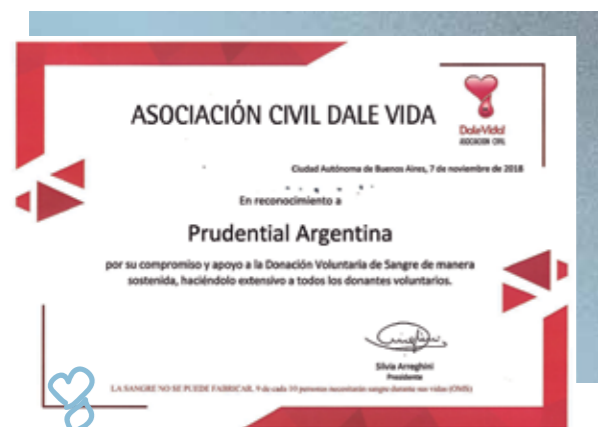 ASOCIACIÓN CIVIL DALE VIDA
DaleVida!
ASOCIACION CIVIL
Ciudad Autónoma de Buenos Aires, 7 de noviembre de 2018
En reconocimiento a
Prudential Argentina
por su compromiso y apoyo a la Donación Voluntaria de Sangre de manera
sostenida, haciéndolo extensivo a todos los donantes voluntarios.
Silvia Arreghini
Presidente
LA SANGRE NO SE PUEDE FABRICAR, 9 de cada 10 personas necesitarán sangre durante sus vidas (OMS)